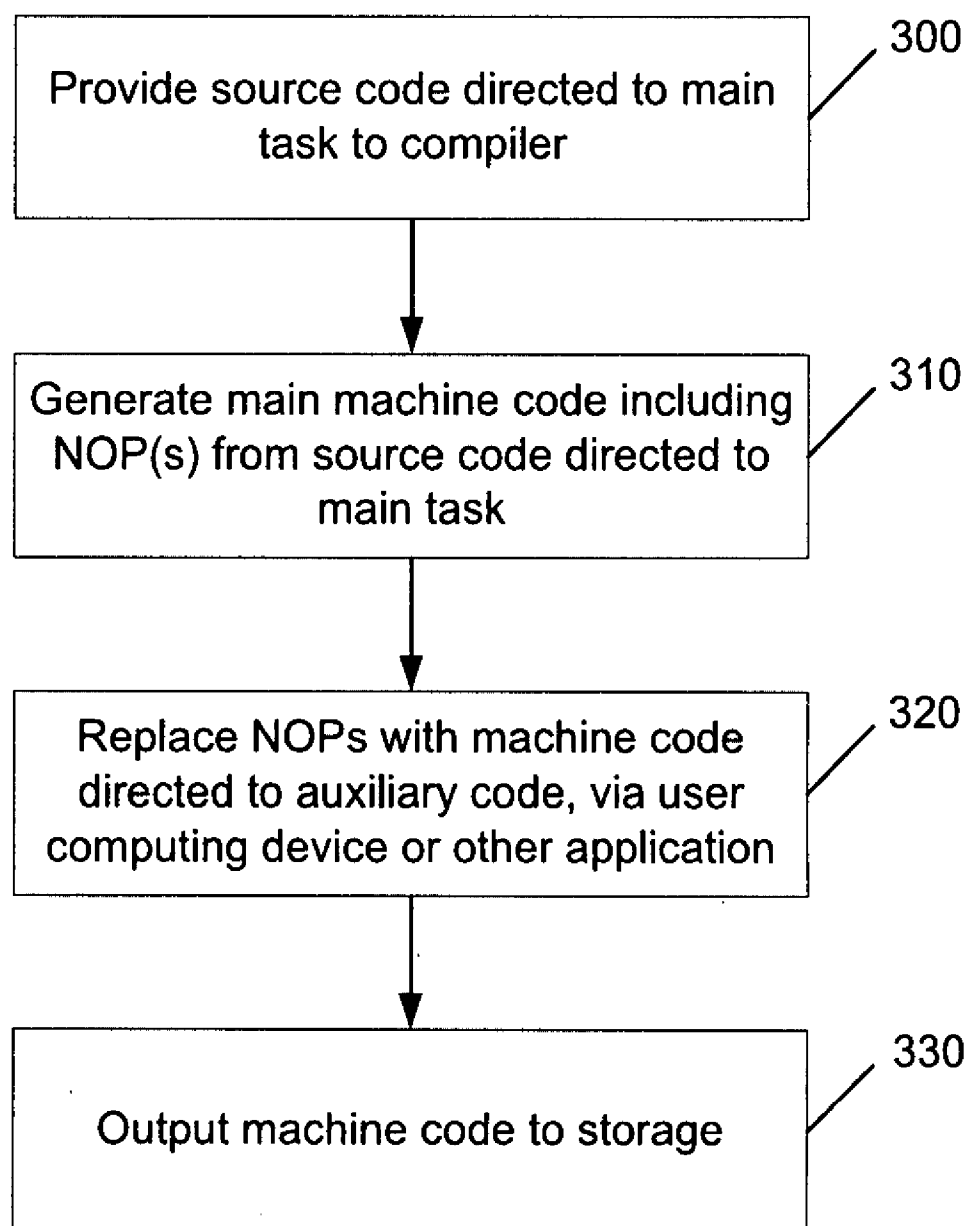 300
Provide source code directed to main
task to compiler
310
Generate main machine code including
NOP(s) from source code directed to
main task
320
Replace NOPs with machine code
directed to auxiliary code, via user
computing device or other application
330
Output machine code to storage